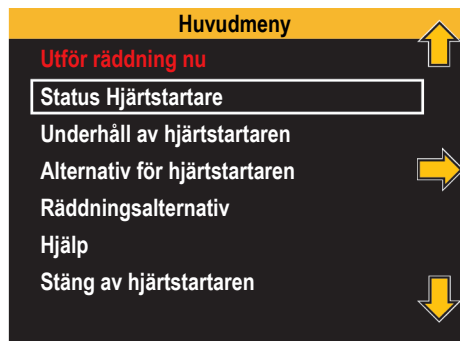 Huvudmeny
Utför räddning nu
Status Hjärtstartare
Underhåll av hjärtstartaren
Alternativ för hjärtstartaren
Räddningsalternativ
Hjälp
Stäng av hjärtstartaren